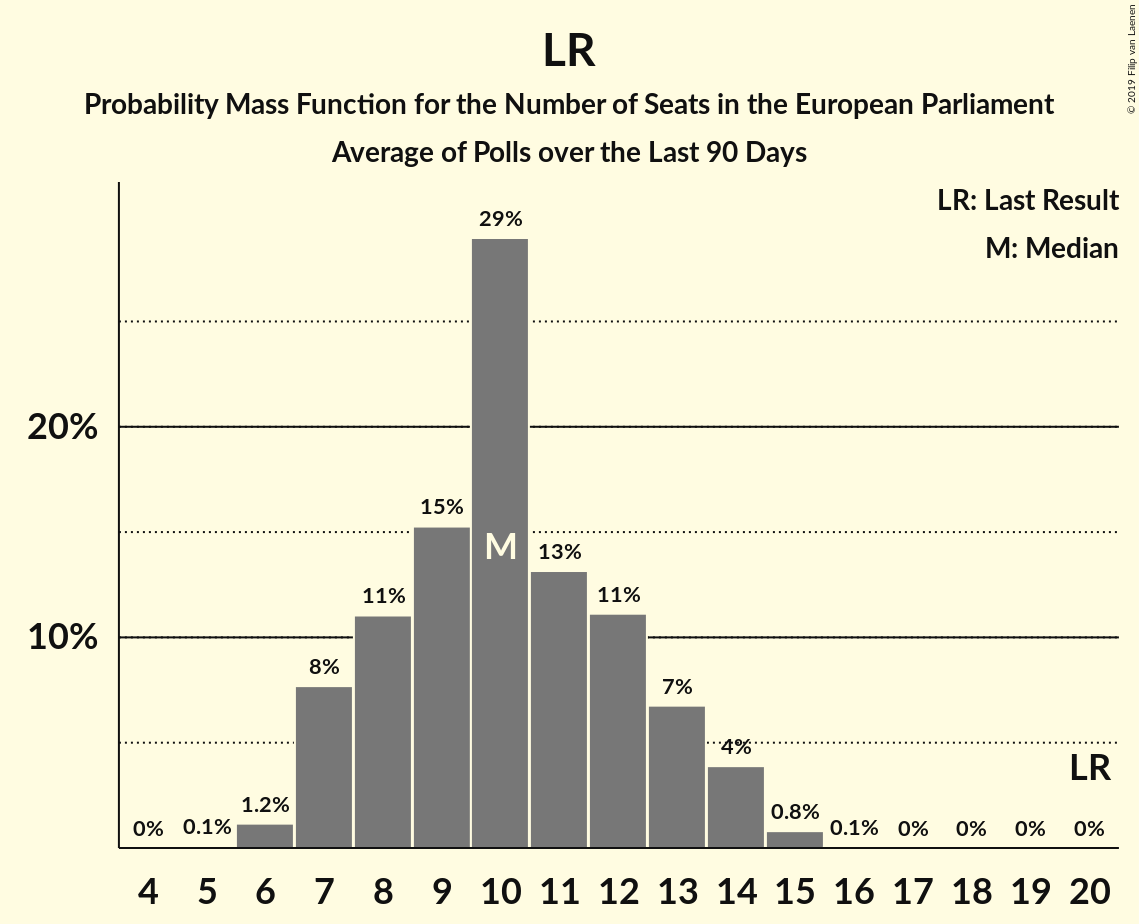 LR
Probability Mass Function for the Number of Seats in the European Parliament
Average of Polls over the Last 90 Days
© 2019 Filip van Laenen
LR: Last Result
M: Median
29%
20%
15%
M
13%
11%
11%
10%
8%
7%
4%
LR
1.2%
0.8%
0%
0.1%
0.1%
0%
0%
0%
0%
4 5 6 7 8 9 10 11 12 13 14 15 16 17 18 19 20